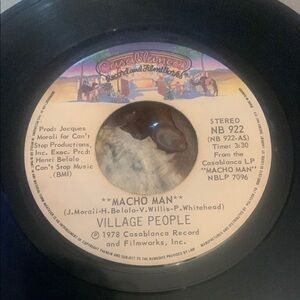 Casablanca
Record and FilmWorks
Prod: Jacques
Morali for Can't
Stop Productions,
Inc. Exec. Prd:
Henri Belolo
Can't Stop Music
(BMI)
STEREO
NB 922
(NB 922-AS)
Time: 3:30
From the
Casablanca LP
"MACHO MAN"
NBLP 7096
**MACHO MAN**
(J.Morali-H.Belolo-V.Willis-P.Whitehead)
VILLAGE PEOPLE
℗ 1978 Casablanca Record
and Filmworks, Inc.